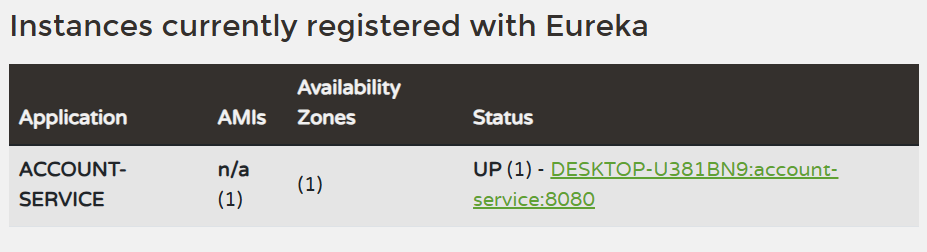 Instances currently registered with Eureka
Availability
Application AMIs Zones Status
ACCOUNT- n/a UP (1) - DESKTOP-U381BN9:account-
SERVICE (1) (1) service:8080